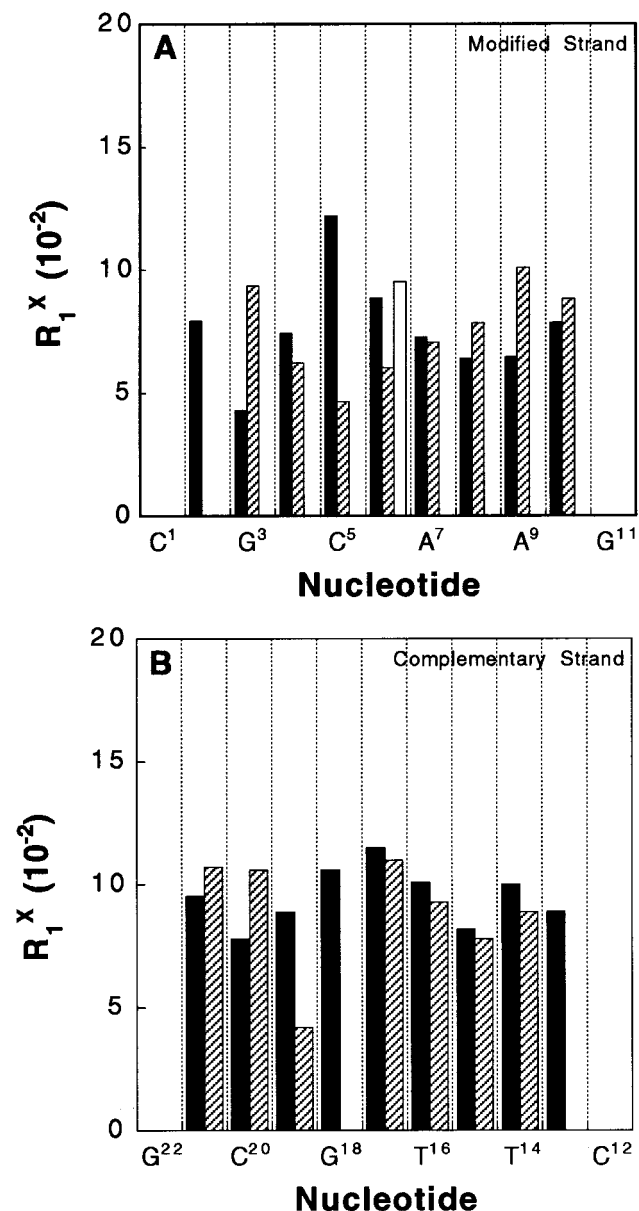 A
Modified Strand
20
15
10
5
0
R₁ˣ (10⁻²)
C¹ G³ C⁵ A⁷ A⁹ G¹¹
Nucleotide
B
Complementary Strand
20
15
10
5
0
R₁ˣ (10⁻²)
G²² C²⁰ G¹⁸ T¹⁶ T¹⁴ C¹²
Nucleotide